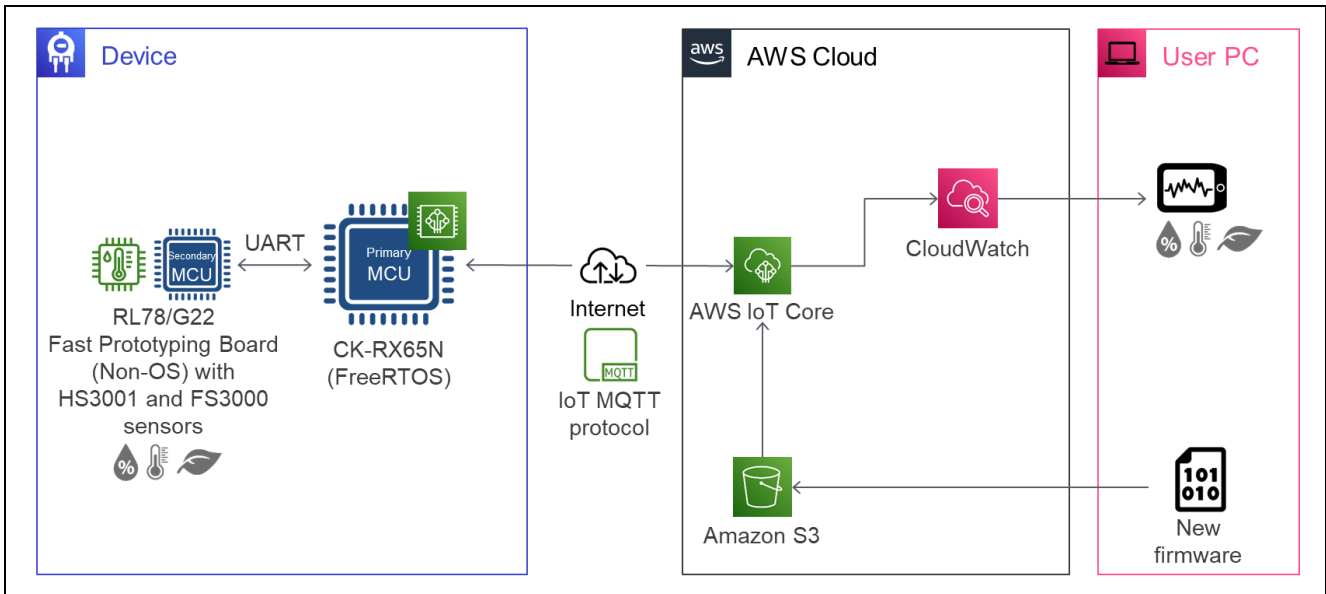 Device
aws
AWS Cloud
User PC
Secondary
MCU
UART
Primary
MCU
RL78/G22
Fast Prototyping Board
(Non-OS) with
HS3001 and FS3000
sensors
%
CK-RX65N
(FreeRTOS)
Internet
MQTT
IoT MQTT
protocol
AWS IoT Core
CloudWatch
%
Amazon S3
101
010
New
firmware